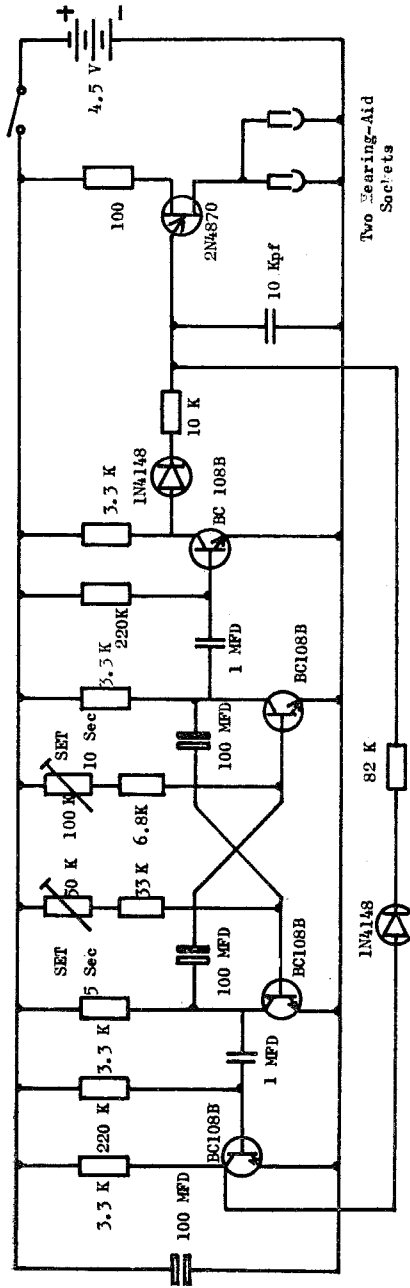 3.3 K
220 K
3.3 K
SET
5 Sec
50 K
33 K
100 K
SET
10 Sec
6.8K
3.3 K
220K
3.3 K
100
+
-
4.5 V
100 MFD
100 MFD
100 MFD
BC108B
1 MFD
BC108B
BC108B
1 MFD
BC 108B
1N4148
10 K
2N4870
10 Kpf
Two Hearing-Aid
Sockets
1N4148
82 K